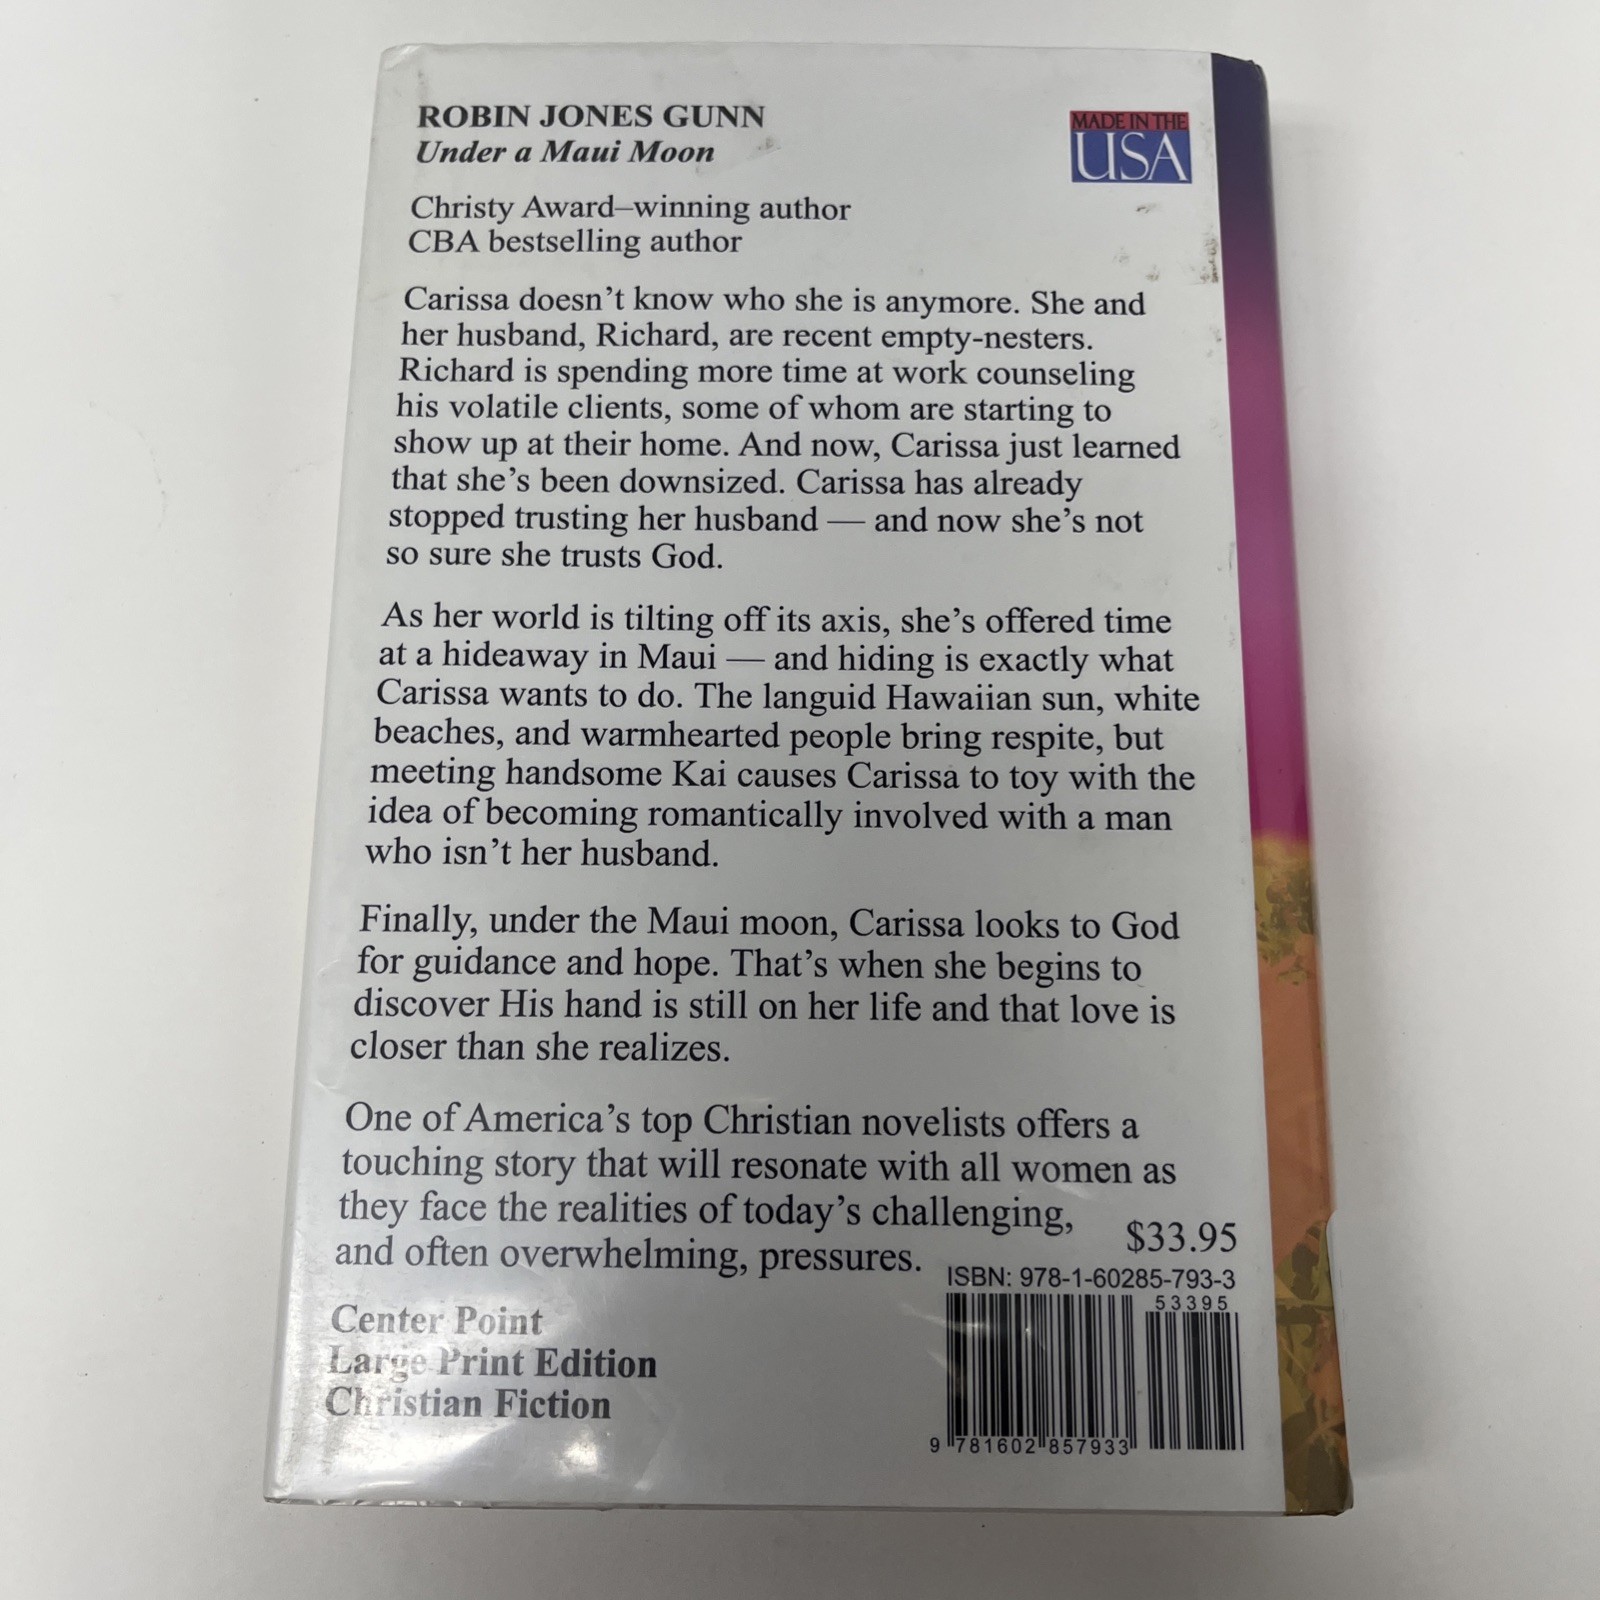 ROBIN JONES GUNN
Under a Maui Moon
MADE IN THE
USA
Christy Award–winning author
CBA bestselling author
Carissa doesn’t know who she is anymore. She and
her husband, Richard, are recent empty-nesters.
Richard is spending more time at work counseling
his volatile clients, some of whom are starting to
show up at their home. And now, Carissa just learned
that she’s been downsized. Carissa has already
stopped trusting her husband — and now she’s not
so sure she trusts God.
As her world is tilting off its axis, she’s offered time
at a hideaway in Maui — and hiding is exactly what
Carissa wants to do. The languid Hawaiian sun, white
beaches, and warmhearted people bring respite, but
meeting handsome Kai causes Carissa to toy with the
idea of becoming romantically involved with a man
who isn’t her husband.
Finally, under the Maui moon, Carissa looks to God
for guidance and hope. That’s when she begins to
discover His hand is still on her life and that love is
closer than she realizes.
One of America’s top Christian novelists offers a
touching story that will resonate with all women as
they face the realities of today’s challenging,
and often overwhelming, pressures.
$33.95
ISBN: 978-1-60285-793-3
53395
9 781602 857933
Center Point
Large Print Edition
Christian Fiction